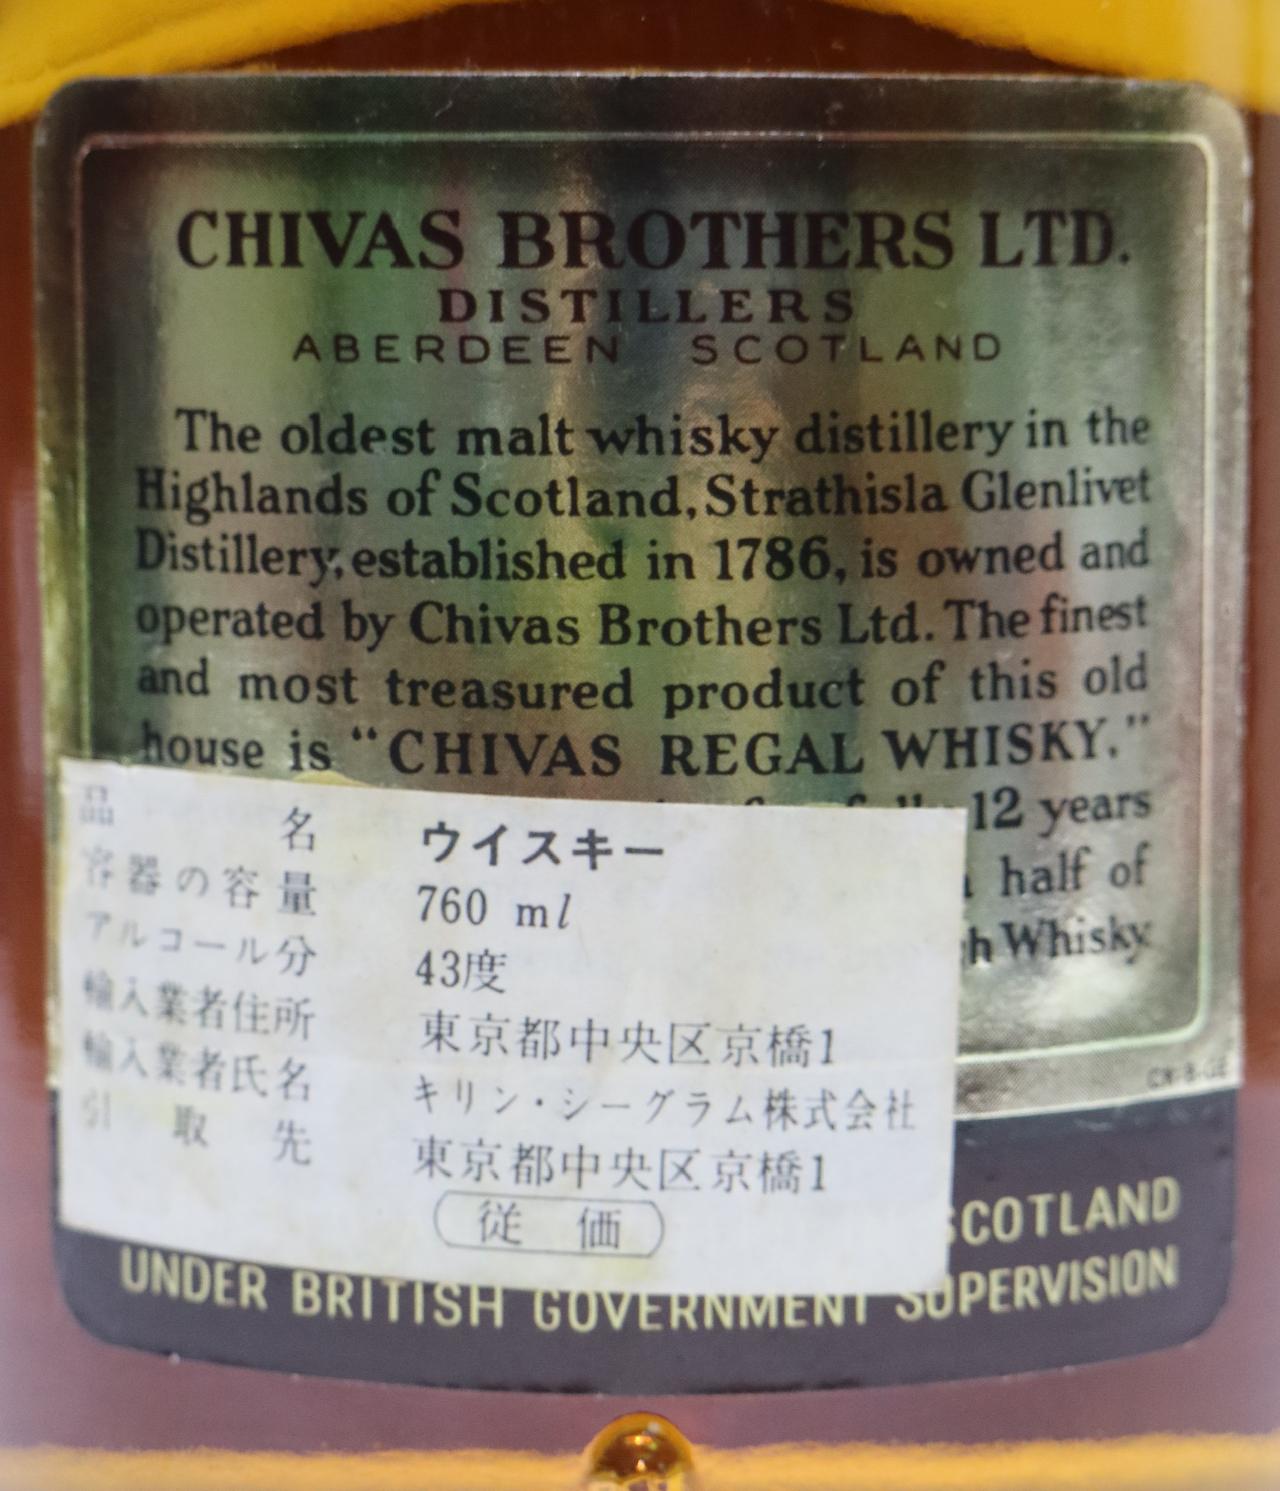 CHIVAS BROTHERS LTD.
DISTILLERS
ABERDEEN SCOTLAND
The oldest malt whisky distillery in the
Highlands of Scotland, Strathisla Glenlivet
Distillery, established in 1786, is owned and
operated by Chivas Brothers Ltd. The finest
and most treasured product of this old
house is “CHIVAS REGAL WHISKY.”
12 years
half of
Whisky
品名 ウイスキー
容器の容量 760 ml
アルコール分 43度
輸入業者住所 東京都中央区京橋1
輸入業者氏名 キリン・シーグラム株式会社
引取先 東京都中央区京橋1
従価
SCOTLAND
UNDER BRITISH GOVERNMENT SUPERVISION